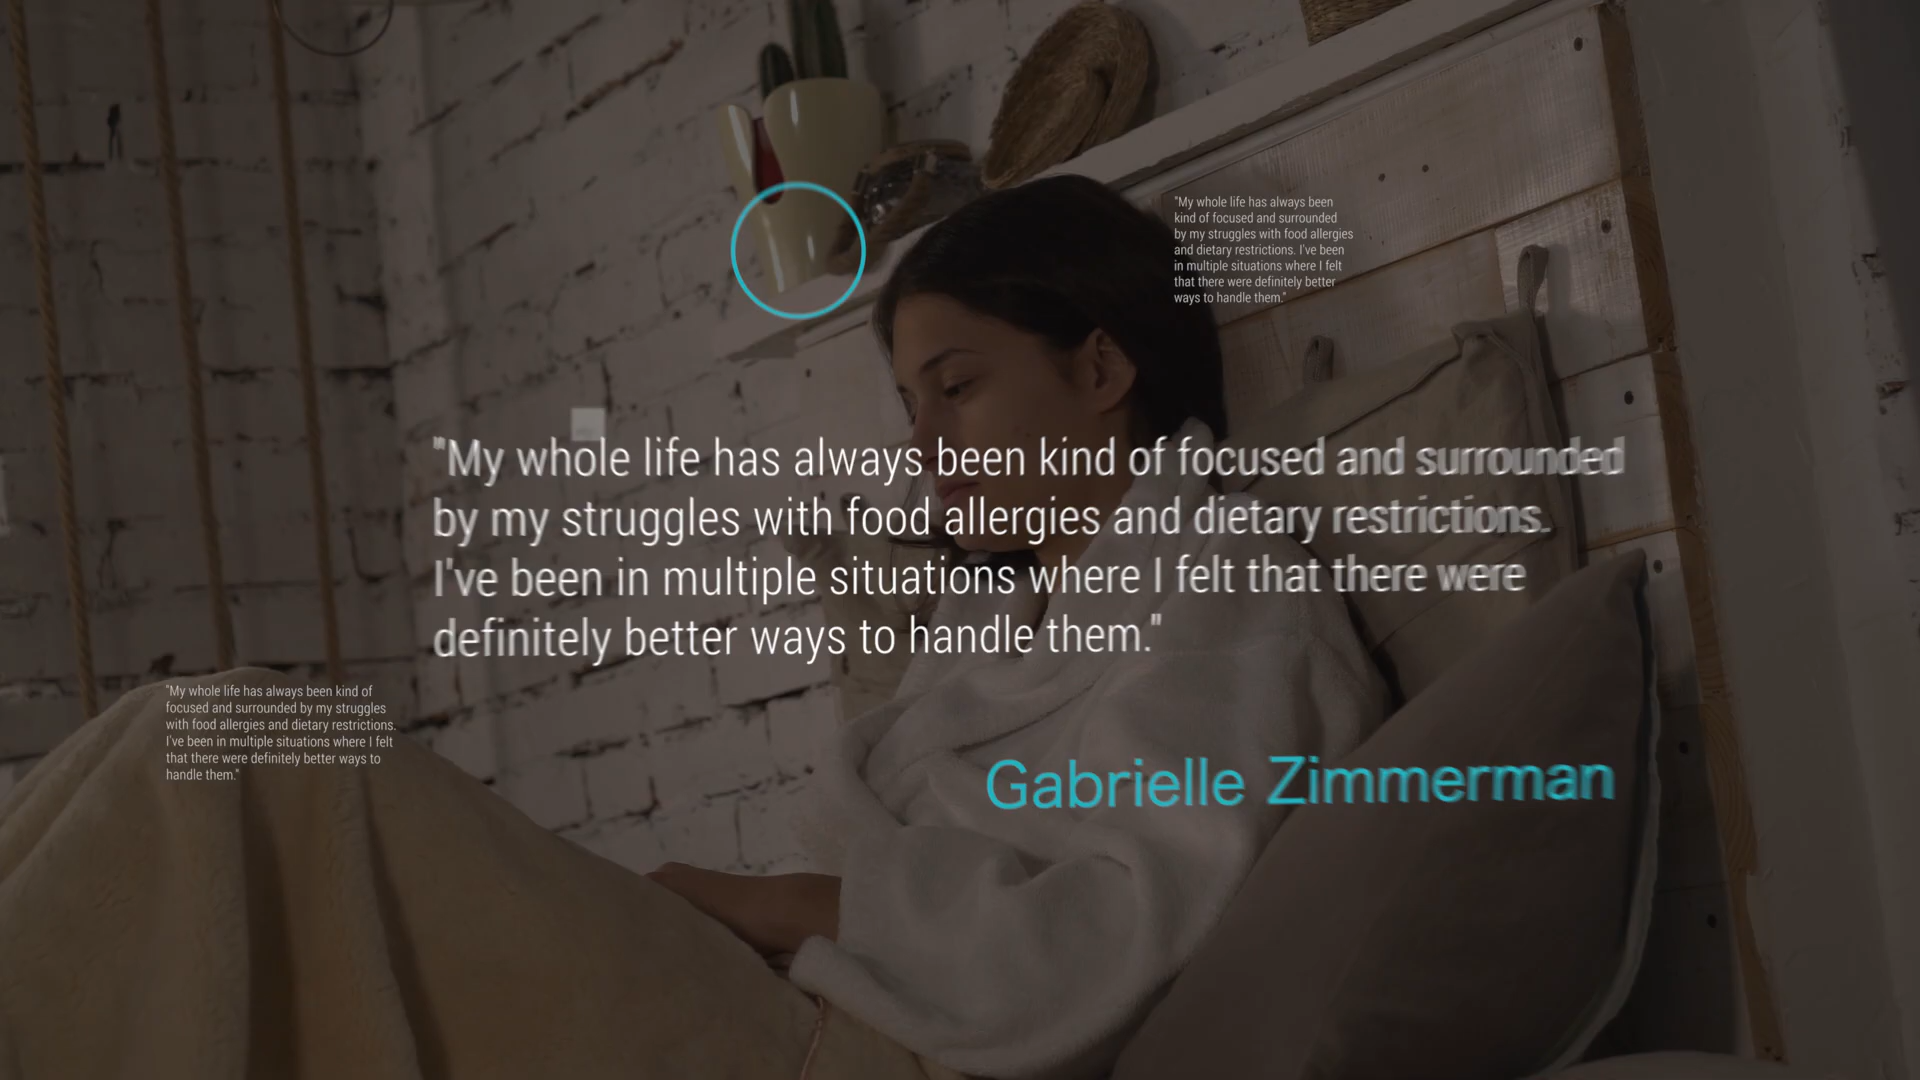 "My whole life has always been
kind of focused and surrounded
by my struggles with food allergies
and dietary restrictions. I've been
in multiple situations where I felt
that there were definitely better
ways to handle them."
"My whole life has always been kind of focused and surrounded
by my struggles with food allergies and dietary restrictions.
I've been in multiple situations where I felt that there were
definitely better ways to handle them."
"My whole life has always been kind of
focused and surrounded by my struggles
with food allergies and dietary restrictions.
I've been in multiple situations where I felt
that there were definitely better ways to
handle them."
Gabrielle Zimmerman